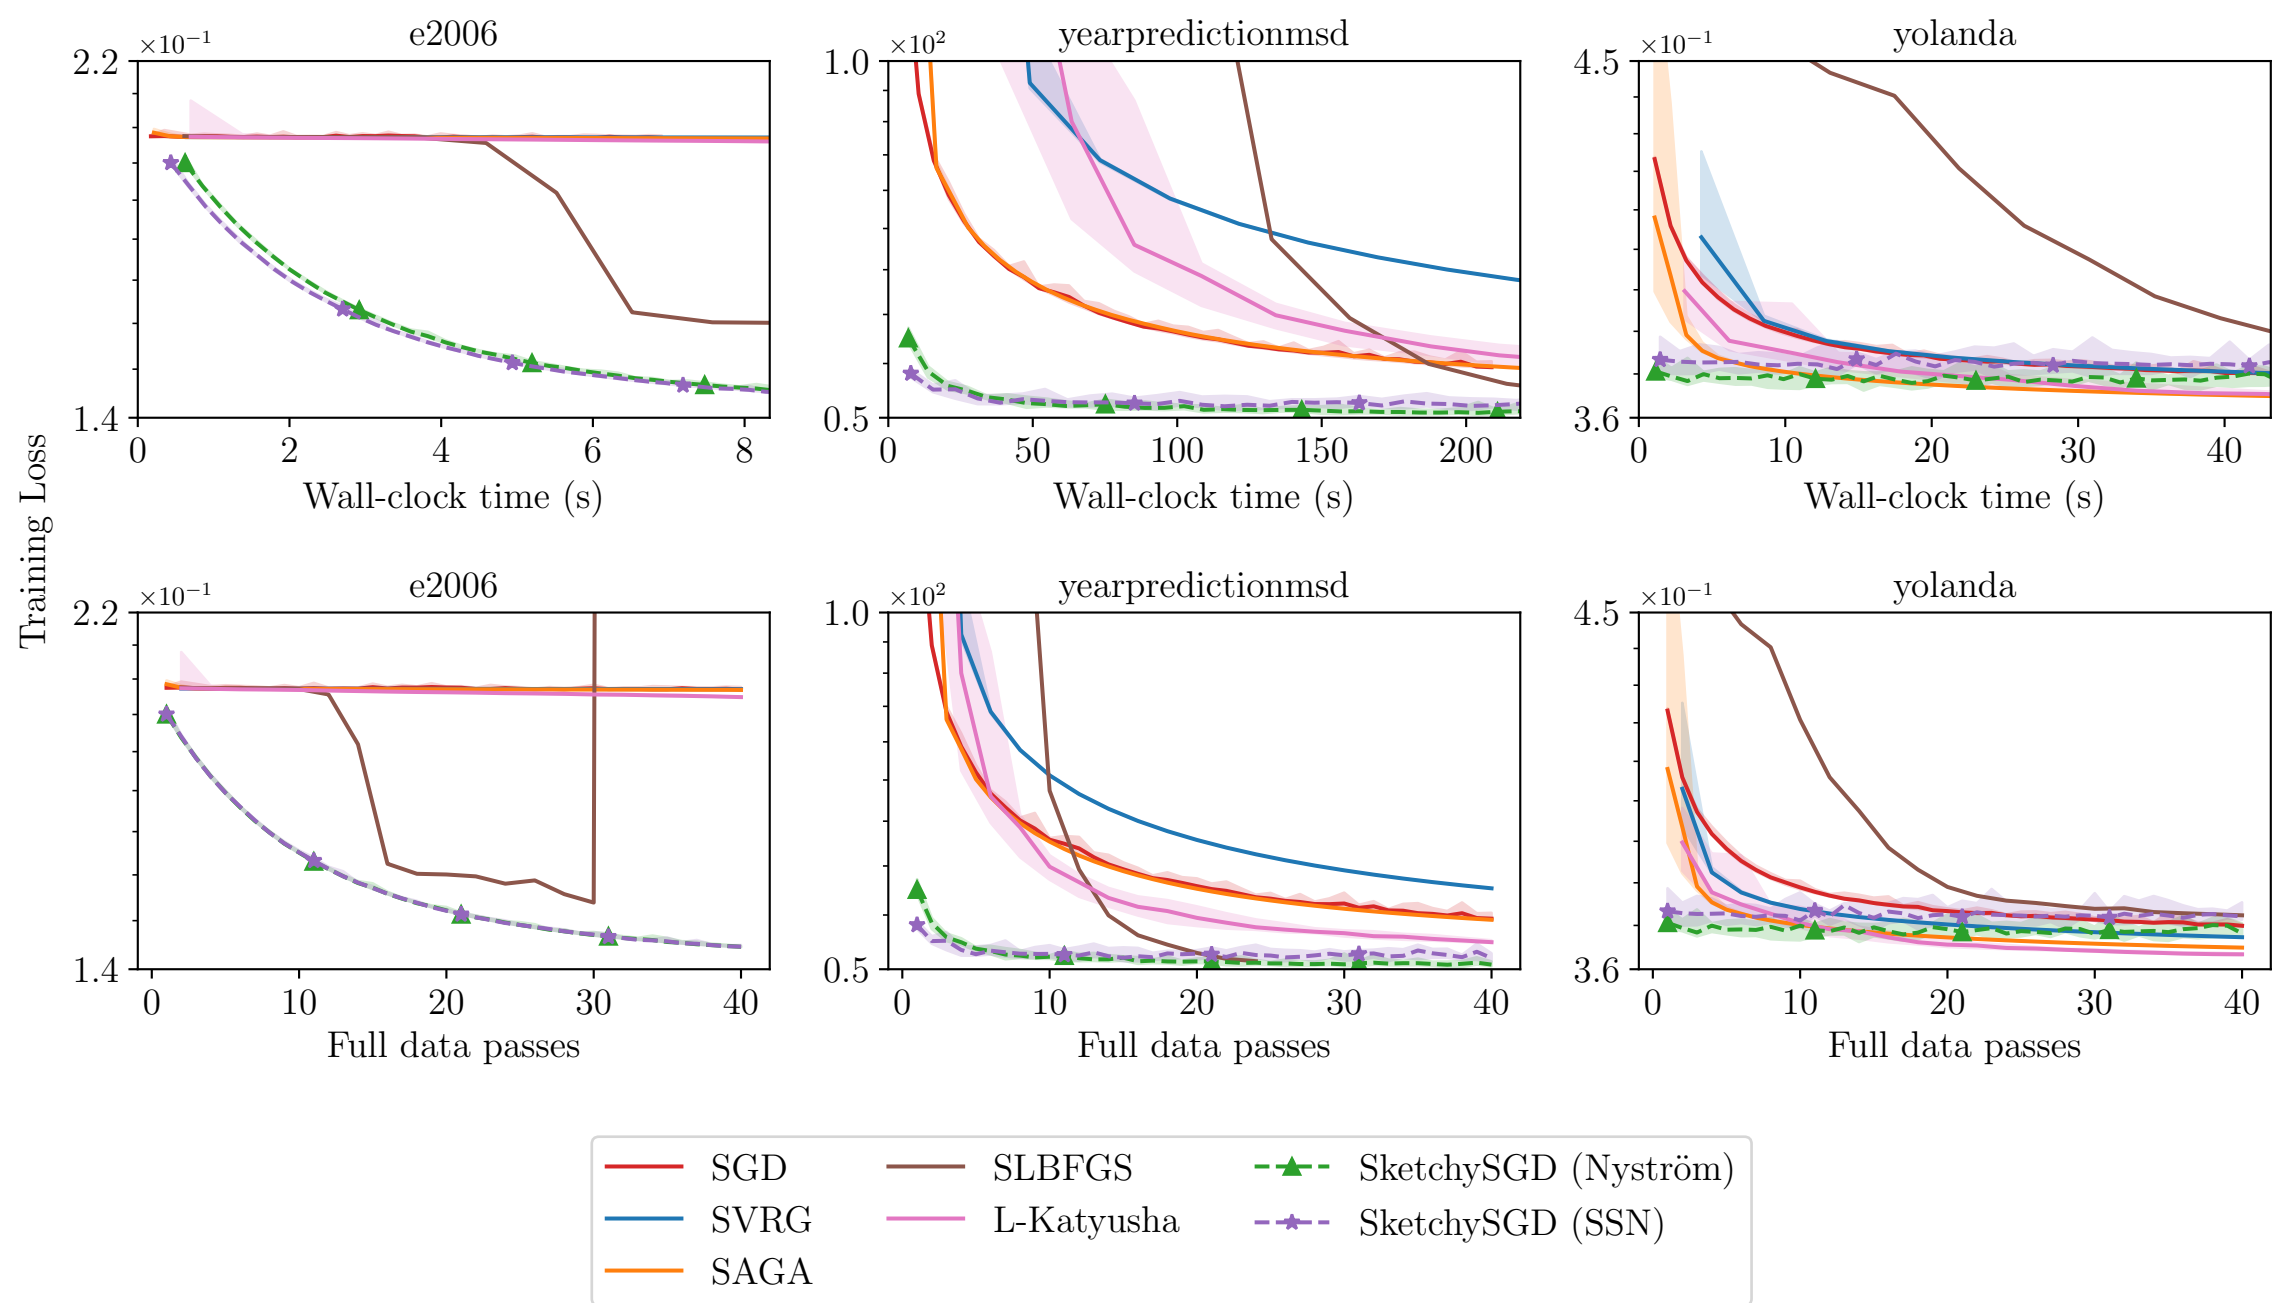 e2006
×10⁻¹
2.2
1.4
0 2 4 6 8
Wall-clock time (s)
yearpredictionmsd
×10²
1.0
0.5
0 50 100 150 200
Wall-clock time (s)
yolanda
×10⁻¹
4.5
3.6
0 10 20 30 40
Wall-clock time (s)
Training Loss
e2006
×10⁻¹
2.2
1.4
0 10 20 30 40
Full data passes
yearpredictionmsd
×10²
1.0
0.5
0 10 20 30 40
Full data passes
yolanda
×10⁻¹
4.5
3.6
0 10 20 30 40
Full data passes
SGD
SVRG
SAGA
SLBFGS
L-Katyusha
SketchySGD (Nyström)
SketchySGD (SSN)